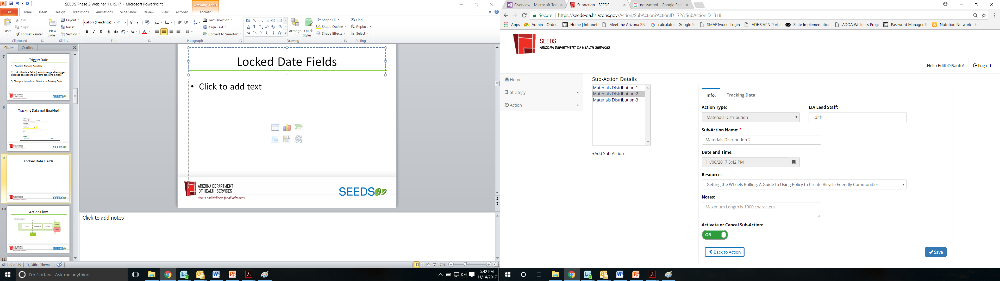 SEEDS Phase 2 Webinar 11.15.17 - Microsoft PowerPoint
Drawing Tools
File Home Insert Design Transitions Animations Slide Show Review View Acrobat Format
Paste
Cut
Copy
Format Painter
Clipboard
New Slide
Layout
Reset
Section
Slides
Calibri (Headings) 44
B I U S abc AV Aa A
Font
Text Direction
Align Text
Convert to SmartArt
Paragraph
Arrange
Quick Styles
Shape Fill
Shape Outline
Shape Effects
Drawing
Find
Replace
Select
Editing
Slides Outline
7
Trigger Date
1) Enables Tracking Data tab
2) Locks the date fields (cannot change after trigger
date has passed) and prevents canceling actions
3) Changes status from Created to Pending Data
SEEDS
8
Tracking Data not Enabled
SEEDS
9
Locked Date Fields
SEEDS
10
Action Flow
SEEDS
11
Locked Date Fields
• Click to add text
ARIZONA DEPARTMENT
OF HEALTH SERVICES
Health and Wellness for all Arizonans
SEEDS
Click to add notes
Slide 9 of 39 "1_Office Theme" 70%
I'm Cortana. Ask me anything.
5:42 PM
11/14/2017
Overview - Microsoft Tea
SubAction - SEEDS
no symbol - Google Sear
Secure https://seeds-qa.hs.azdhs.gov/Action/SubAction?ActionID=72&SubActionID=318
Apps Admin - Orders Home | Intranet Meet the Arizona SN calculator - Google S SMARTworks Login ADHS VPN Portal State Implementation ADOA Wellness Prog Password Manager T Nutrition Network -
SEEDS
ARIZONA DEPARTMENT OF HEALTH SERVICES
Hello EdithDiSanto! Log off
Home
Strategy
Action
Sub-Action Details
Materials Distribution-1
Materials Distribution-2
Materials Distribution-3
+Add Sub-Action
Info. Tracking Data
Action Type: LIA Lead Staff:
Materials Distribution Edith
Sub-Action Name: *
Materials Distribution-2
Date and Time:
11/06/2017 5:42 PM
Resource:
Getting the Wheels Rolling: A Guide to Using Policy to Create Bicycle Friendly Communities
Notes:
Maximum Length is 1000 characters
Activate or Cancel Sub-Action:
ON
Back to Action Save